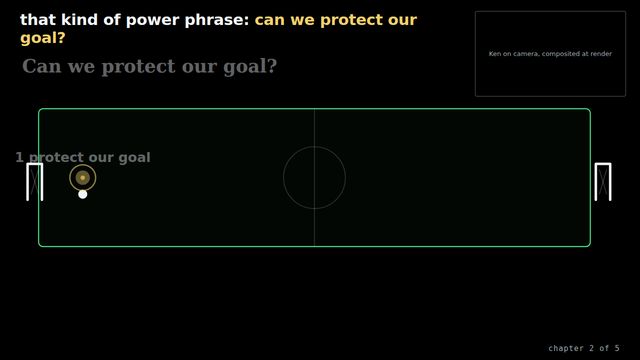 that kind of power phrase: can we protect our
goal?
Can we protect our goal?
Ken on camera, composited at render
1 protect our goal
chapter 2 of 5